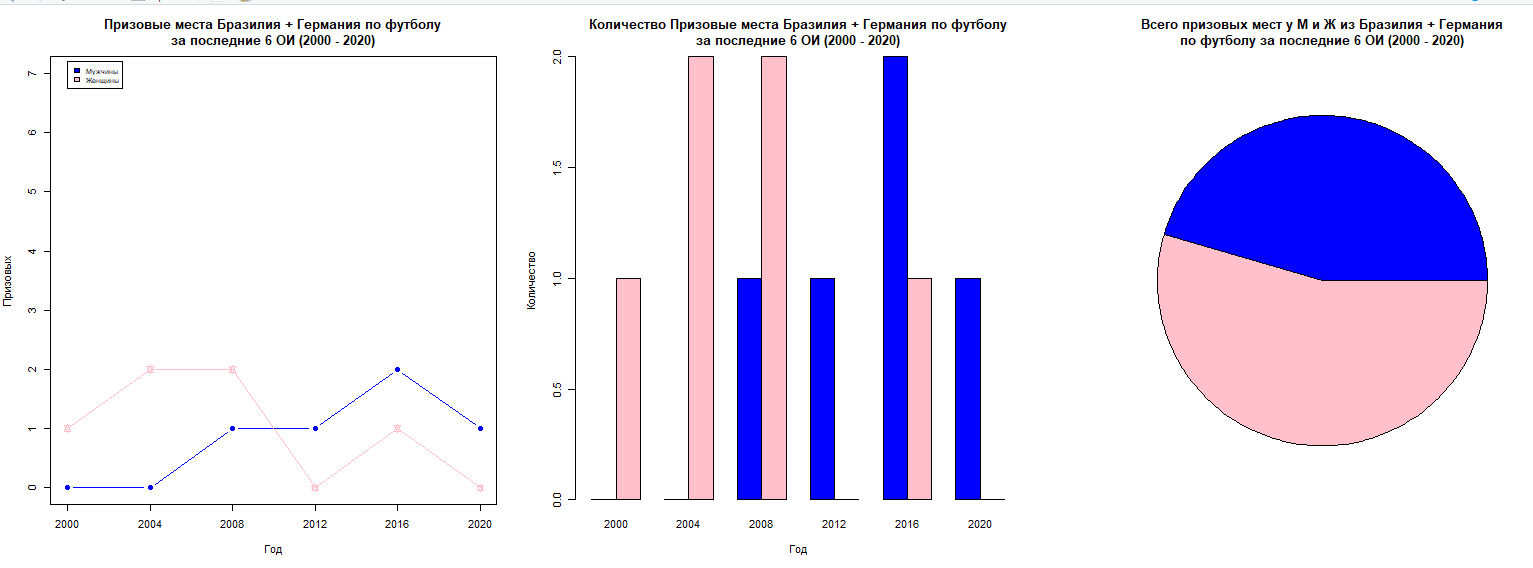 Призовые места Бразилия + Германия по футболу
за последние 6 ОИ (2000 - 2020)
Мужчины
Женщины
7
6
5
4
3
2
1
0
Призовых
2000 2004 2008 2012 2016 2020
Год
Количество Призовые места Бразилия + Германия по футболу
за последние 6 ОИ (2000 - 2020)
2.0
1.5
1.0
0.5
0.0
Количество
2000 2004 2008 2012 2016 2020
Год
Всего призовых мест у М и Ж из Бразилия + Германия
по футболу за последние 6 ОИ (2000 - 2020)